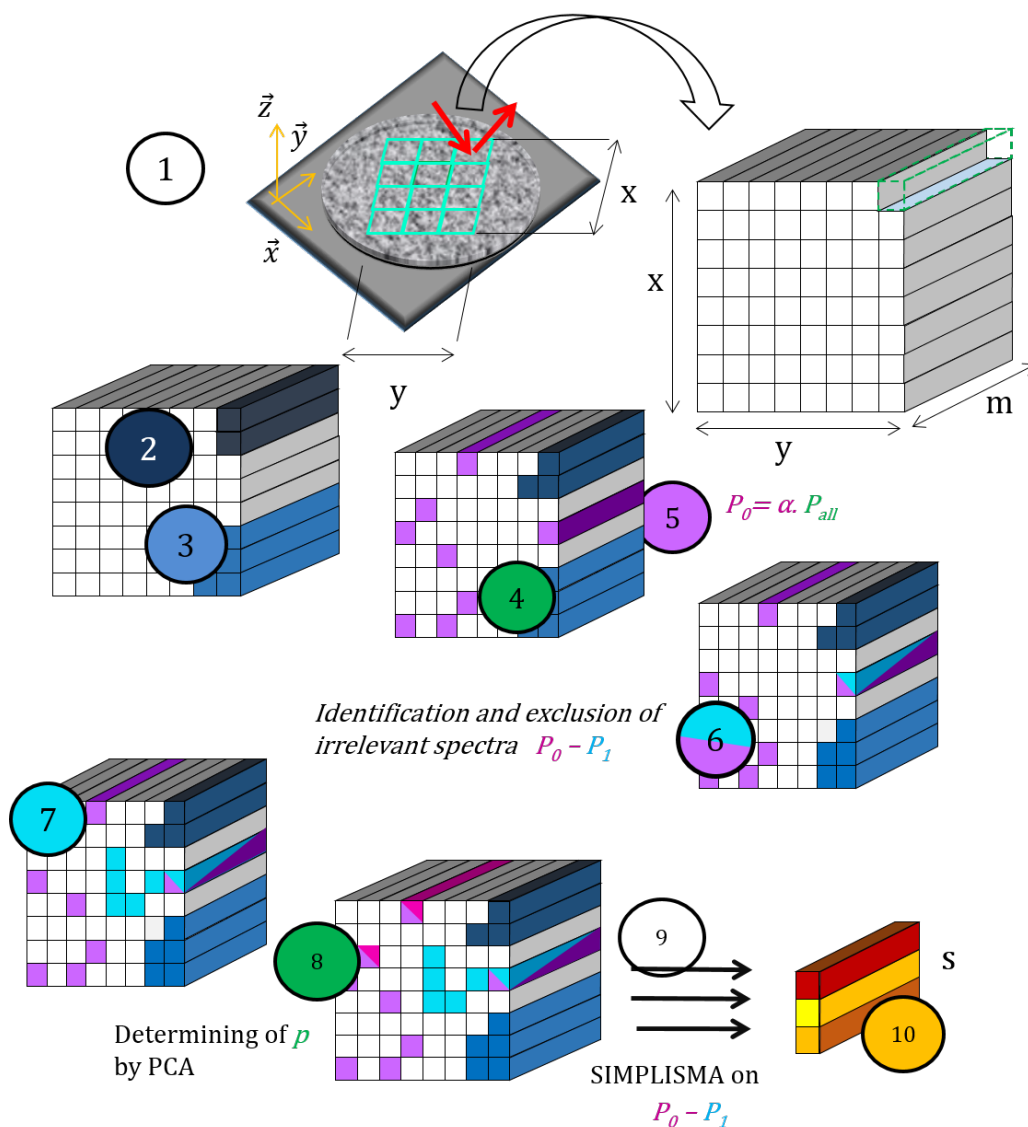 z⃗
y⃗
1
x
x⃗
x
m
y
y
2
3
5
P₀ = α. P_all
4
Identification and exclusion of
irrelevant spectra P₀ – P₁
6
7
9
8
s
10
Determining of p
by PCA
SIMPLISMA on
P₀ – P₁